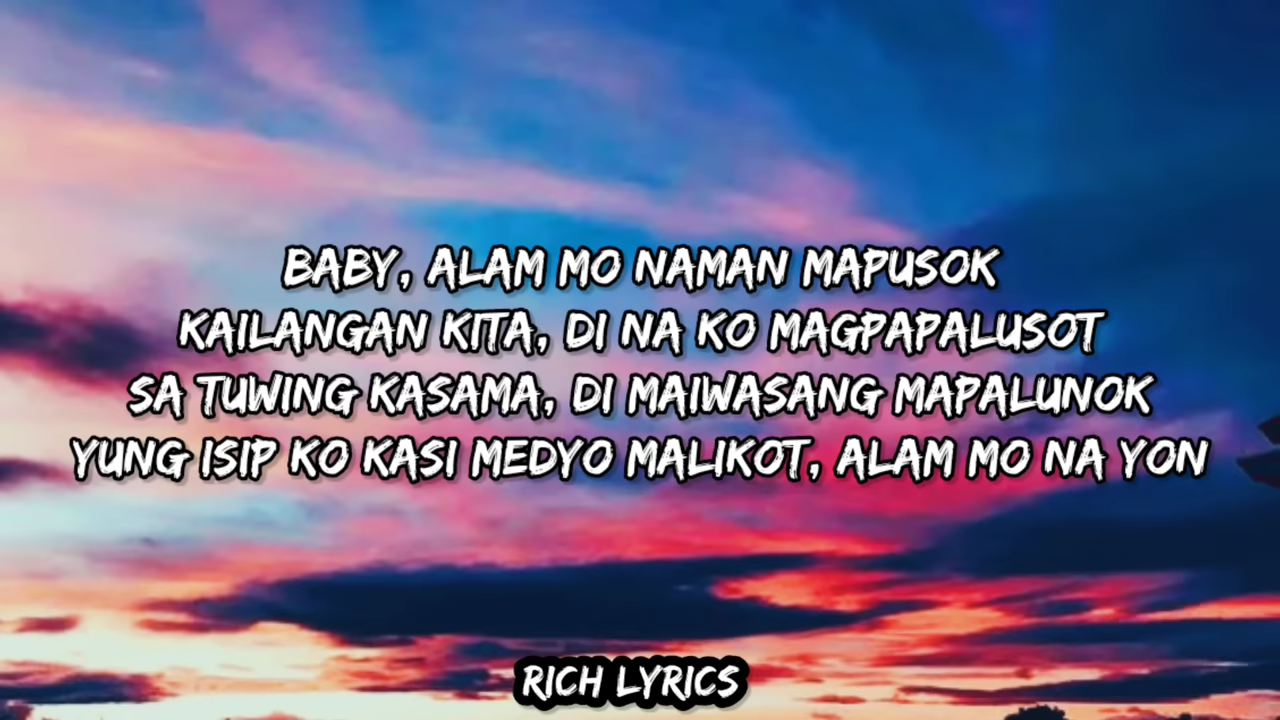 BABY, ALAM MO NAMAN MAPUSOK
KAILANGAN KITA, DI NA KO MAGPAPALUSOT
SA TUWING KASAMA, DI MAIWASANG MAPALUNOK
YUNG ISIP KO KASI MEDYO MALIKOT, ALAM MO NA YON
RICH LYRICS